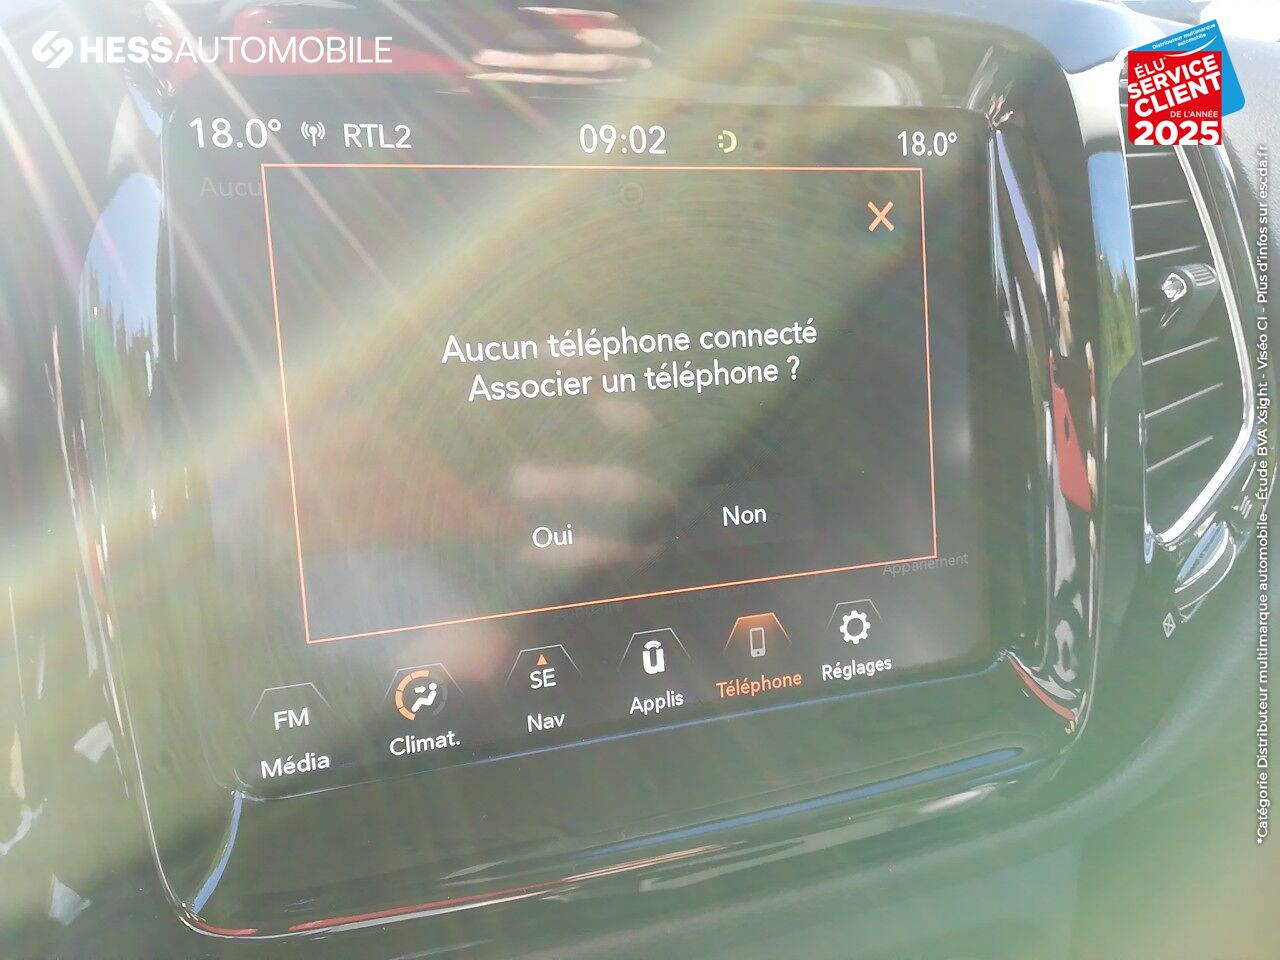 HESSAUTOMOBILE
Distributeur multimarque
automobile
ÉLU*
SERVICE
CLIENT
DE L'ANNÉE
2025
18.0° RTL2 09:02 18.0°
Aucu
X
Aucun téléphone connecté
Associer un téléphone ?
Oui Non
Appariement
FM SE
Média Climat. Nav Applis Téléphone Réglages
*Catégorie Distributeur multimarque automobile - Étude BVA Xsight - Viséo CI - Plus d'infos sur escda.fr